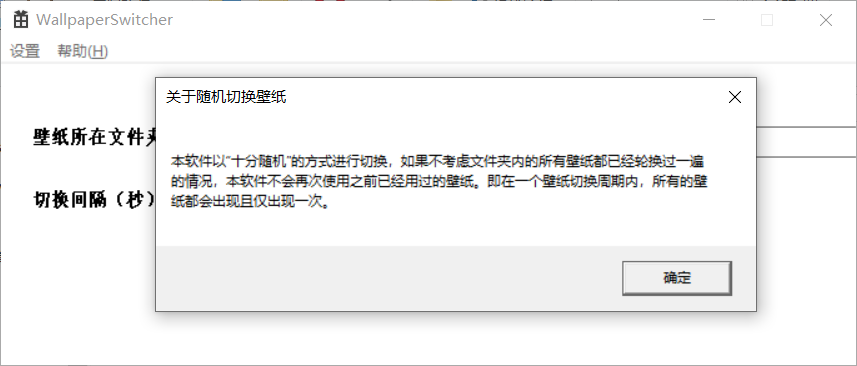 WallpaperSwitcher
设置 帮助(H)
关于随机切换壁纸
壁纸所在文件夹
本软件以"十分随机"的方式进行切换，如果不考虑文件夹内的所有壁纸都已经轮换过一遍
的情况，本软件不会再次使用之前已经用过的壁纸。即在一个壁纸切换周期内，所有的壁
纸都会出现且仅出现一次。
切换间隔（秒）
确定